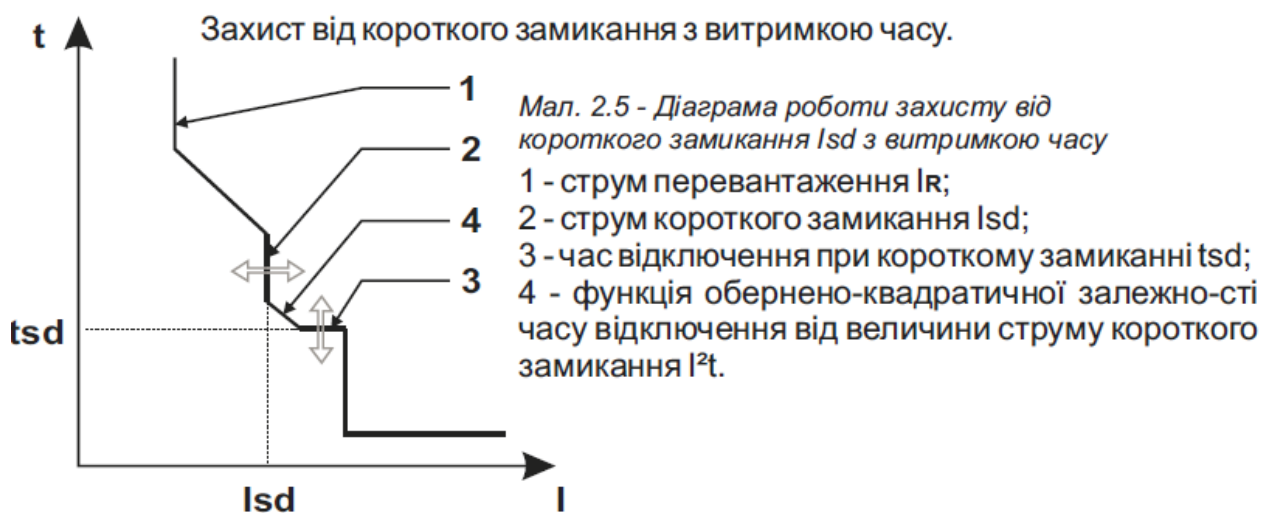 Захист від короткого замикання з витримкою часу.
t
1
2
4
3
tsd
Isd
I
Мал. 2.5 - Діаграма роботи захисту від
короткого замикання Isd з витримкою часу
1 - струм перевантаження IR;
2 - струм короткого замикання Isd;
3 - час відключення при короткому замиканні tsd;
4 - функція обернено-квадратичної залежно-сті
часу відключення від величини струму короткого
замикання I²t.